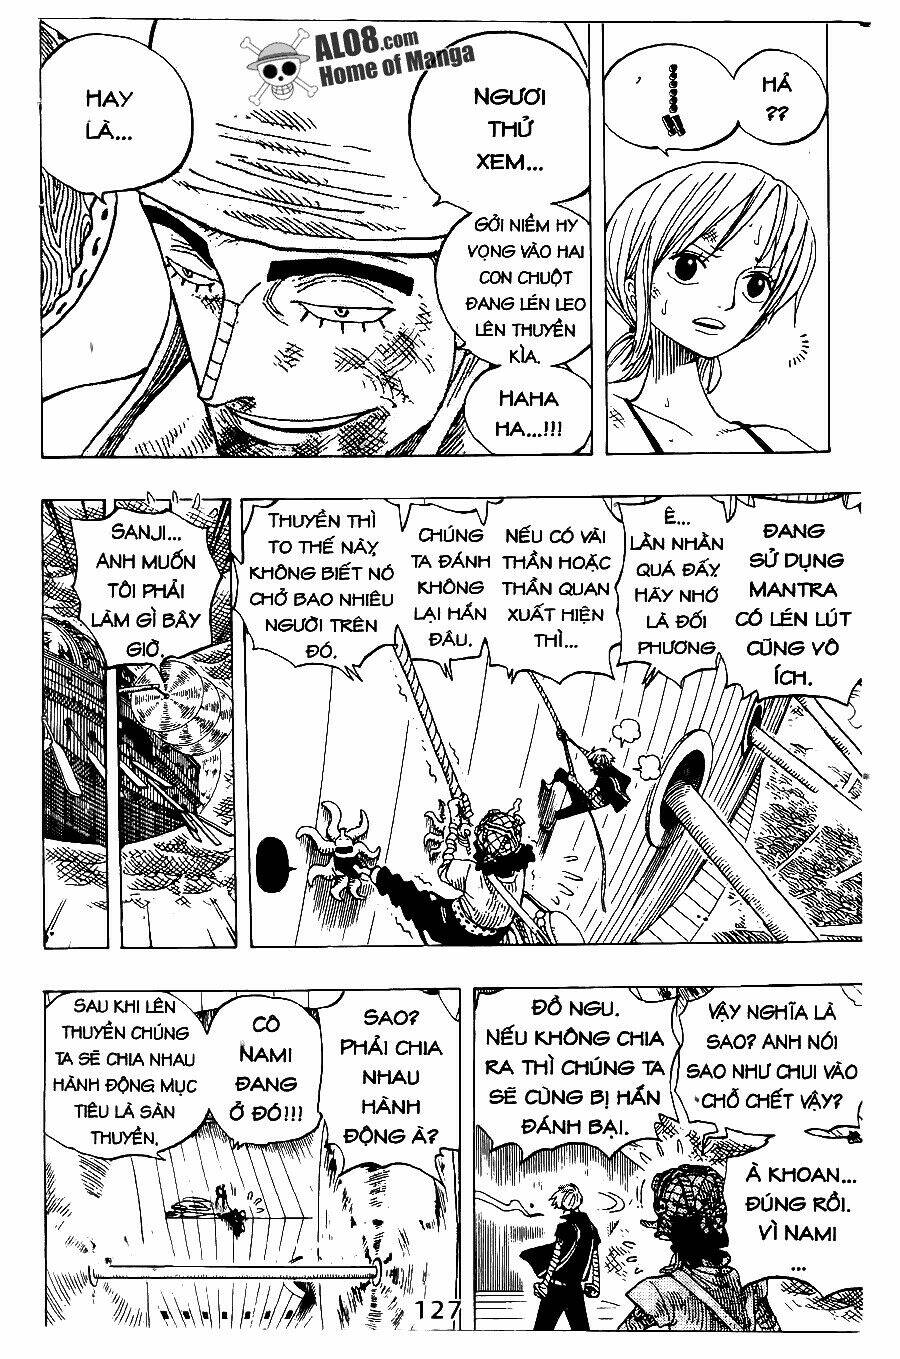 ALO8.com
Home of Manga
HẢ
??
......!!
NGƯƠI
THỬ
XEM...
GỞI NIỀM HY
VỌNG VÀO HAI
CON CHUỘT
ĐANG LÉN LEO
LÊN THUYỀN
KÌA.
HAHA
HA...!!!
HAY
LÀ...
ĐANG
SỬ DỤNG
MANTRA
CÓ LÉN LÚT
CŨNG VÔ
ÍCH.
Ê...
LẰN NHẰN
QUÁ ĐẤY.
HÃY NHỚ
LÀ ĐỐI
PHƯƠNG
NẾU CÓ VÀI
THẦN HOẶC
THẦN QUAN
XUẤT HIỆN
THÌ...
CHÚNG
TA ĐÁNH
KHÔNG
LẠI HẮN
ĐÂU.
THUYỀN THÌ
TO THẾ NÀY,
KHÔNG BIẾT NÓ
CHỞ BAO NHIÊU
NGƯỜI TRÊN
ĐÓ.
SANJI...
ANH MUỐN
TÔI PHẢI
LÀM GÌ BÂY
GIỜ.
VẬY NGHĨA LÀ
SAO? ANH NÓI
SAO NHƯ CHUI VÀO
CHỖ CHẾT VẬY?
ĐỒ NGU.
NẾU KHÔNG CHIA
RA THÌ CHÚNG TA
SẼ CÙNG BỊ HẮN
ĐÁNH BẠI.
À KHOAN...
ĐÚNG RỒI.
VÌ NAMI
...
SAO?
PHẢI CHIA
NHAU
HÀNH
ĐỘNG À?
CÔ
NAMI
ĐANG
Ở ĐÓ!!!
SAU KHI LÊN
THUYỀN CHÚNG
TA SẼ CHIA NHAU
HÀNH ĐỘNG MỤC
TIÊU LÀ SÀN
THUYỀN.
127